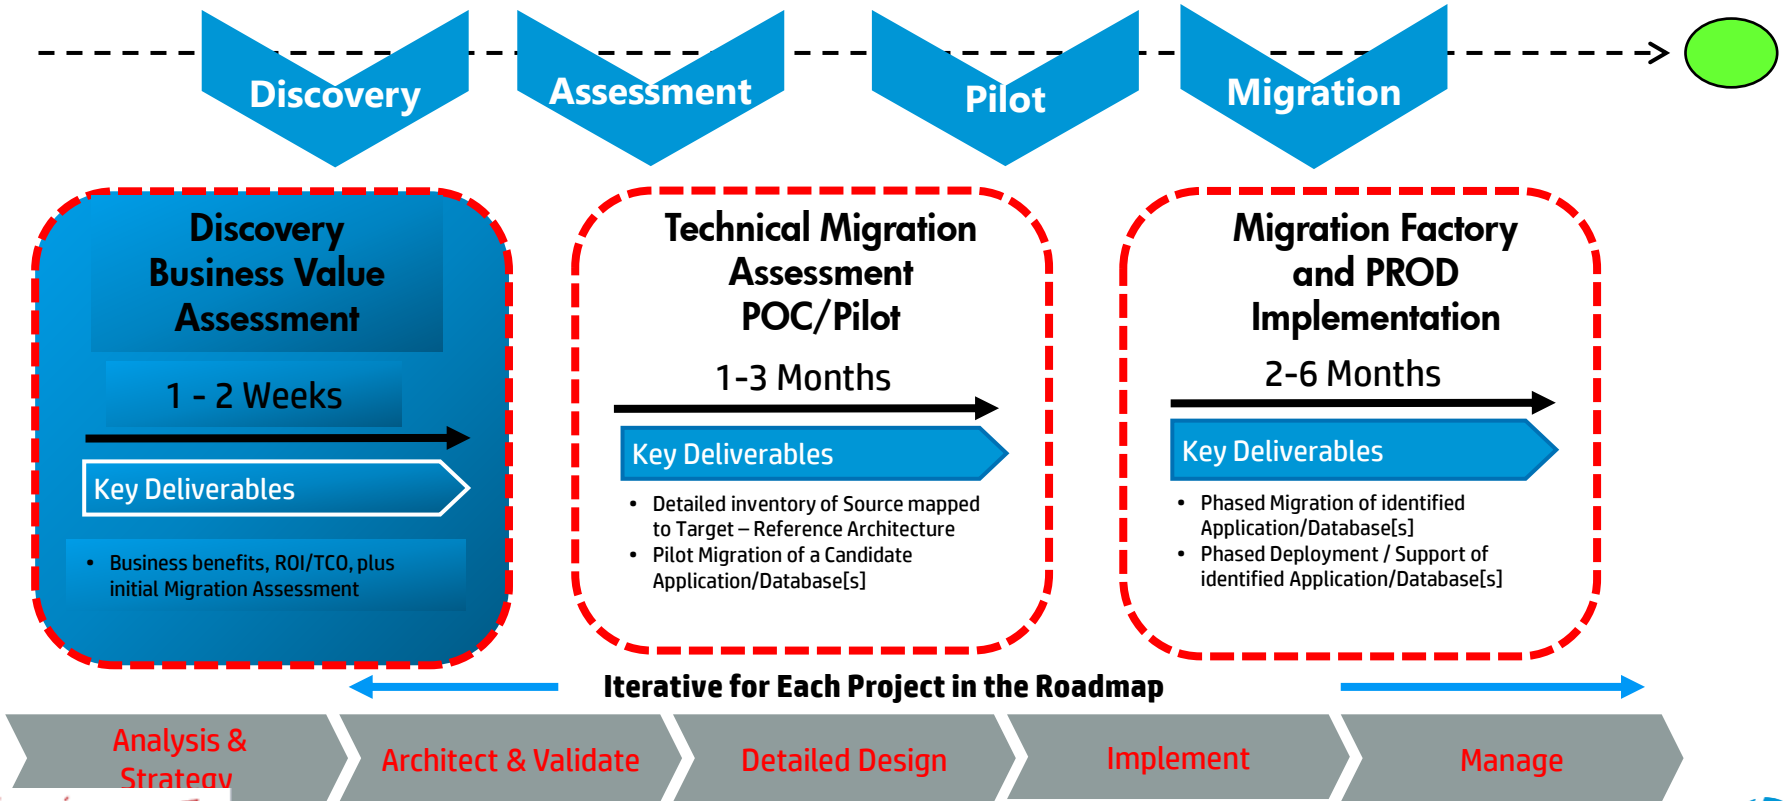 Discovery
Assessment
Pilot
Migration
Discovery
Business Value
Assessment
1 - 2 Weeks
Key Deliverables
• Business benefits, ROI/TCO, plus
initial Migration Assessment
Technical Migration
Assessment
POC/Pilot
1-3 Months
Key Deliverables
• Detailed inventory of Source mapped
to Target – Reference Architecture
• Pilot Migration of a Candidate
Application/Database[s]
Migration Factory
and PROD
Implementation
2-6 Months
Key Deliverables
• Phased Migration of identified
Application/Database[s]
• Phased Deployment / Support of
identified Application/Database[s]
Iterative for Each Project in the Roadmap
Analysis &
Strategy
Architect & Validate
Detailed Design
Implement
Manage